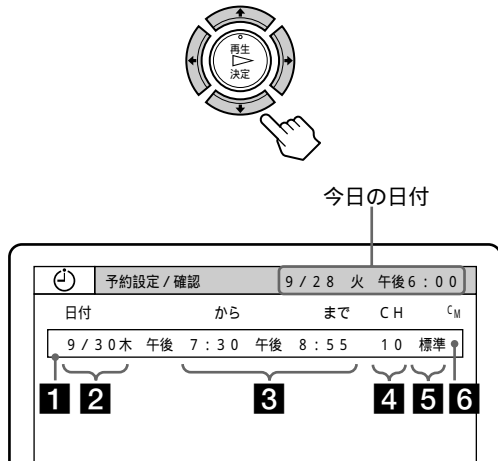 再生
決定
今日の日付
予約設定/確認 9/28 火 午後6:00
日付 から まで CH CM
9/30木 午後 7:30 午後 8:55 10 標準
1 2 3 4 5 6